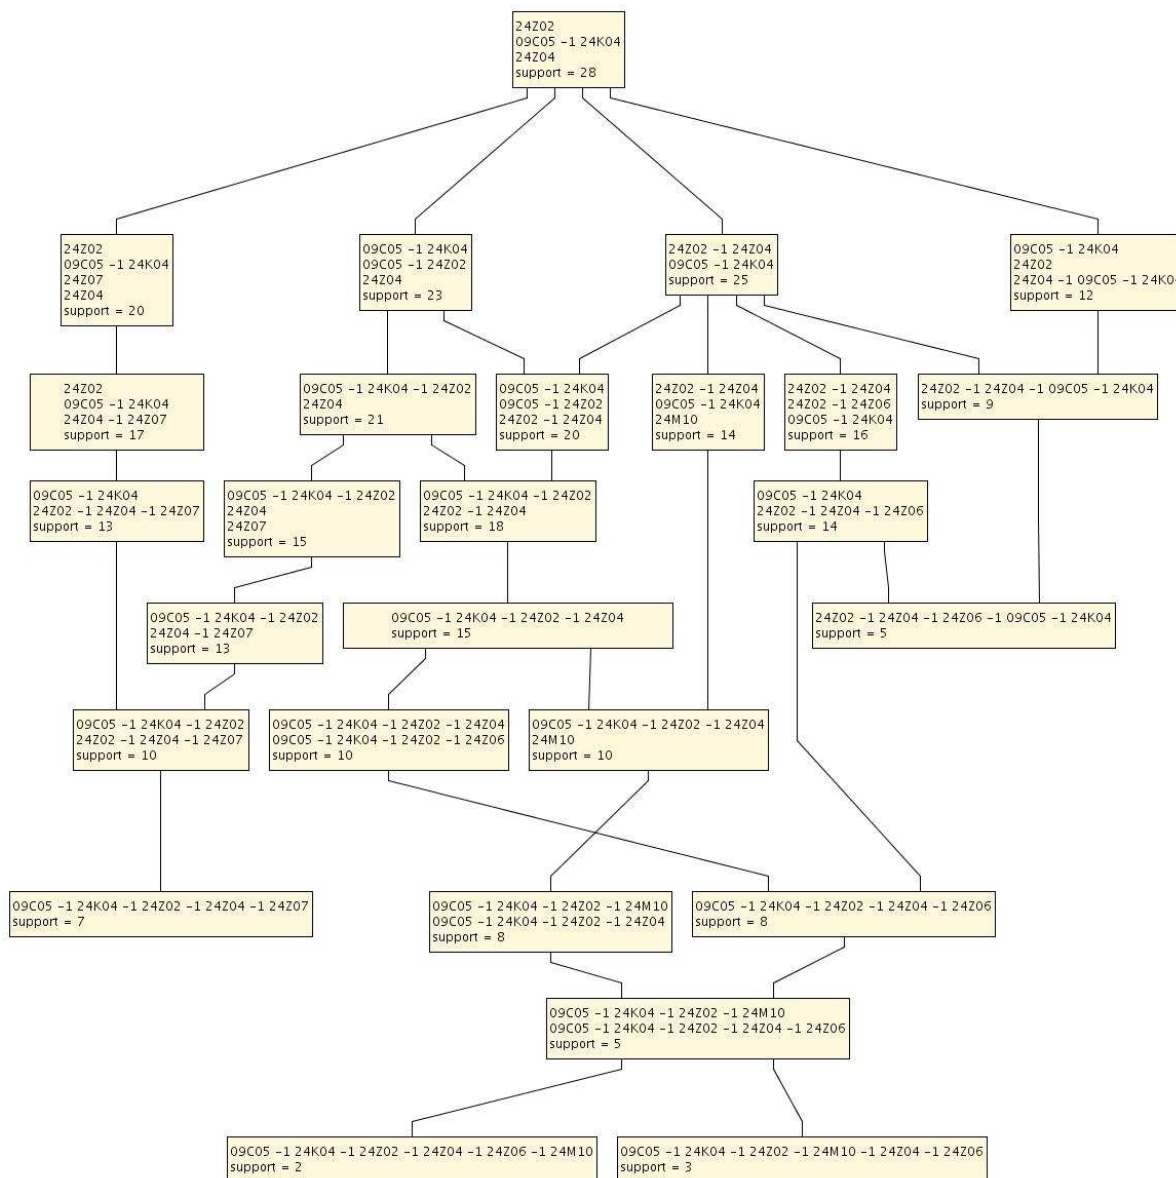 24Z02
09C05 -1 24K04
24Z04
support = 28
24Z02
09C05 -1 24K04
24Z07
24Z04
support = 20
09C05 -1 24K04
09C05 -1 24Z02
24Z04
support = 23
24Z02 -1 24Z04
09C05 -1 24K04
support = 25
09C05 -1 24K04
24Z02
24Z04 -1 09C05 -1 24K04
support = 12
24Z02
09C05 -1 24K04
24Z04 -1 24Z07
support = 17
09C05 -1 24K04 -1 24Z02
24Z04
support = 21
09C05 -1 24K04
09C05 -1 24Z02
24Z02 -1 24Z04
support = 20
24Z02 -1 24Z04
09C05 -1 24K04
24M10
support = 14
24Z02 -1 24Z04
24Z02 -1 24Z06
09C05 -1 24K04
support = 16
24Z02 -1 24Z04 -1 09C05 -1 24K04
support = 9
09C05 -1 24K04
24Z02 -1 24Z04 -1 24Z07
support = 13
09C05 -1 24K04 -1 24Z02
24Z04
24Z07
support = 15
09C05 -1 24K04 -1 24Z02
24Z02 -1 24Z04
support = 18
09C05 -1 24K04
24Z02 -1 24Z04 -1 24Z06
support = 14
09C05 -1 24K04 -1 24Z02
24Z04 -1 24Z07
support = 13
09C05 -1 24K04 -1 24Z02 -1 24Z04
support = 15
24Z02 -1 24Z04 -1 24Z06 -1 09C05 -1 24K04
support = 5
09C05 -1 24K04 -1 24Z02
24Z02 -1 24Z04 -1 24Z07
support = 10
09C05 -1 24K04 -1 24Z02 -1 24Z04
09C05 -1 24K04 -1 24Z02 -1 24Z06
support = 10
09C05 -1 24K04 -1 24Z02 -1 24Z04
24M10
support = 10
09C05 -1 24K04 -1 24Z02 -1 24Z04 -1 24Z07
support = 7
09C05 -1 24K04 -1 24Z02 -1 24M10
09C05 -1 24K04 -1 24Z02 -1 24Z04
support = 8
09C05 -1 24K04 -1 24Z02 -1 24Z04 -1 24Z06
support = 8
09C05 -1 24K04 -1 24Z02 -1 24M10
09C05 -1 24K04 -1 24Z02 -1 24Z04 -1 24Z06
support = 5
09C05 -1 24K04 -1 24Z02 -1 24Z04 -1 24Z06 -1 24M10
support = 2
09C05 -1 24K04 -1 24Z02 -1 24M10 -1 24Z04 -1 24Z06
support = 3